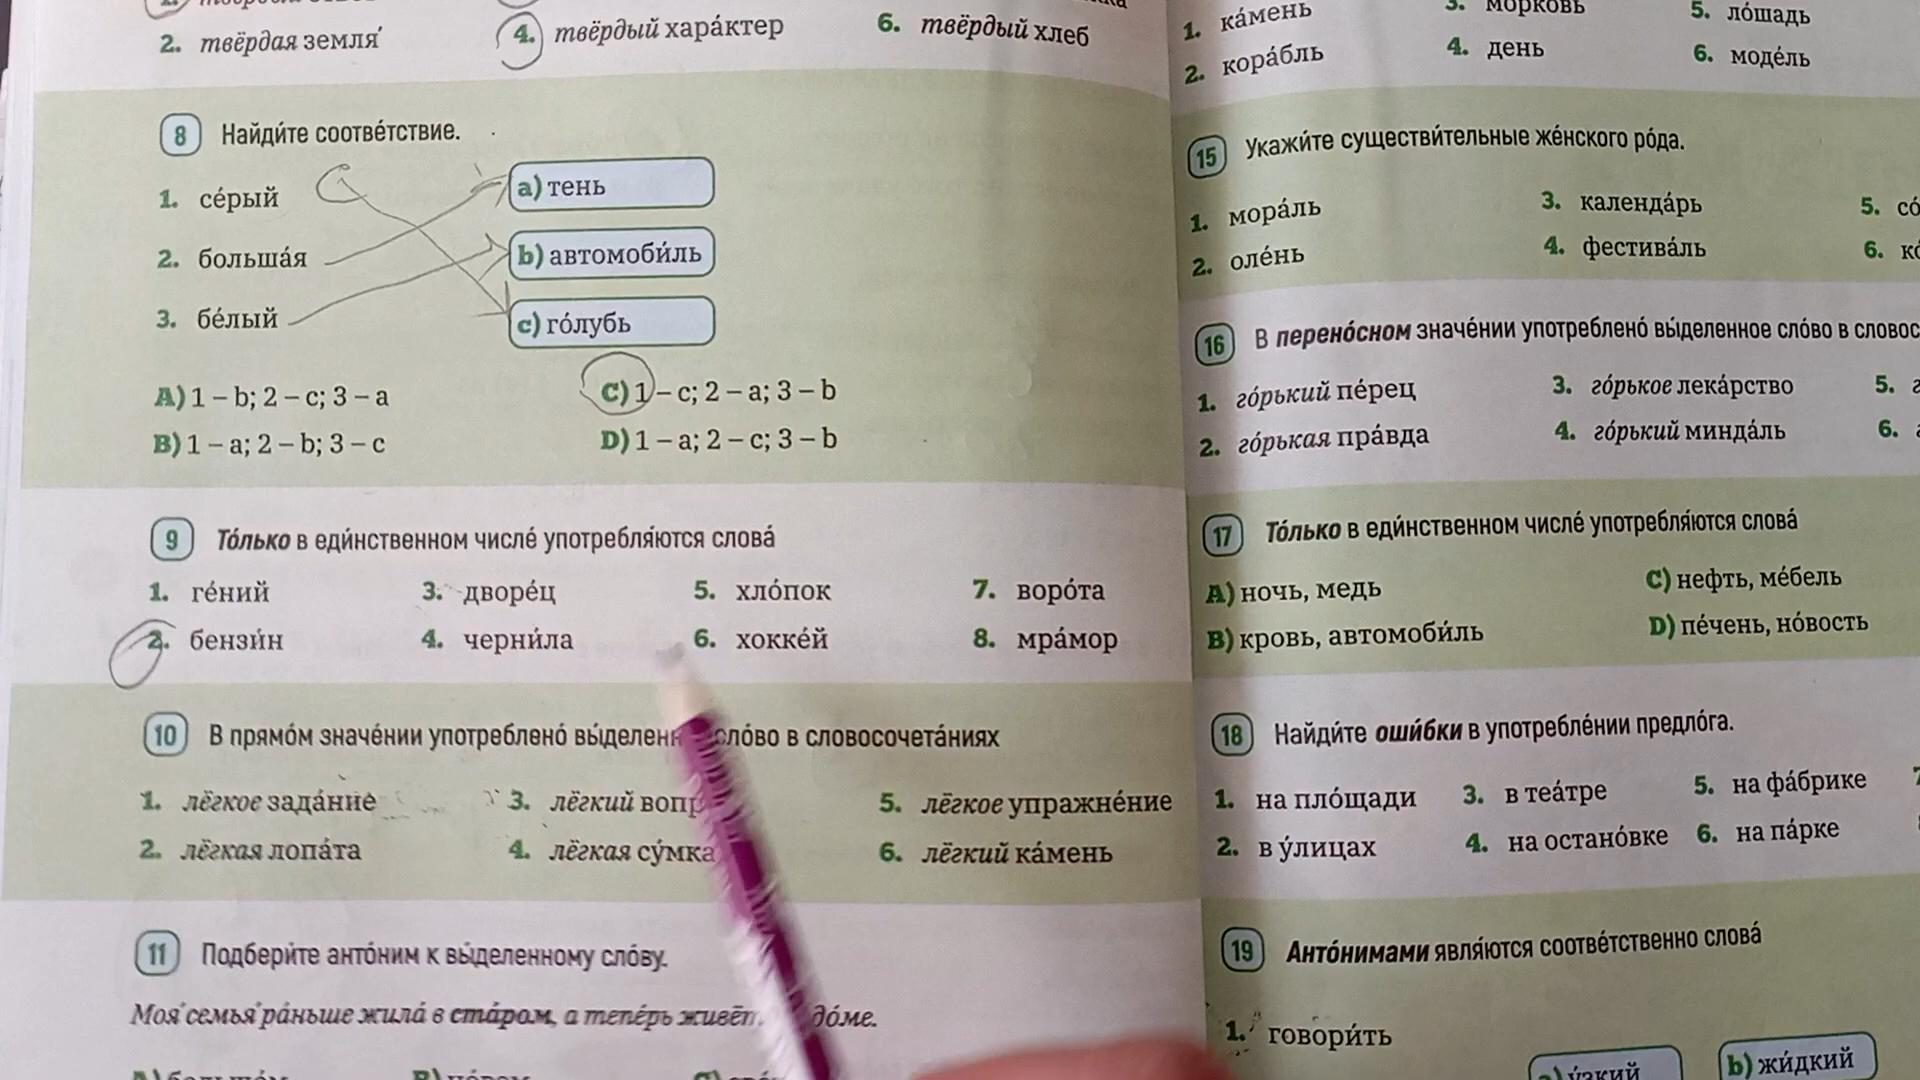 2. твёрдая земля́
4. твёрдый хара́ктер
6. твёрдый хлеб
8 Найди́те соотве́тствие.
1. се́рый
2. больша́я
3. бе́лый
a) тень
b) автомоби́ль
c) го́лубь
A) 1 – b; 2 – c; 3 – a
B) 1 – a; 2 – b; 3 – c
C) 1 – c; 2 – a; 3 – b
D) 1 – a; 2 – c; 3 – b
9 То́лько в еди́нственном числе́ употребля́ются слова́
1. ге́ний 3. дворе́ц 5. хло́пок 7. воро́та
2. бензи́н 4. черни́ла 6. хокке́й 8. мра́мор
10 В прямо́м значе́нии употреблено́ сло́во в словосочета́ниях
1. лёгкое зада́ние 3. лёгкий 5. лёгкое упражне́ние
2. лёгкая лопа́та 4. лёгкая су́мка 6. лёгкий ка́мень
11 Подбери́те анто́ним к вы́деленному сло́ву.
Моя́ семья́ ра́ньше жила́ в ста́ром, а тепе́рь до́ме.
1. ка́мень 3. морковь 5. ло́шадь
2. кора́бль 4. день 6. моде́ль
15 Укажи́те существи́тельные же́нского ро́да.
1. мора́ль 3. календа́рь 5.
2. оле́нь 4. фестива́ль 6.
16 В перено́сном значе́нии употреблено́ вы́деленное сло́во в
1. го́рький пе́рец 3. го́рькое лека́рство 5.
2. го́рькая пра́вда 4. го́рький минда́ль 6.
17 То́лько в еди́нственном числе́ употребля́ются слова́
A) ночь, медь C) нефть, ме́бель
B) кровь, автомоби́ль D) пе́чень, но́вость
18 Найди́те оши́бки в употребле́нии предло́га.
1. на пло́щади 3. в теа́тре 5. на фа́брике
2. в у́лицах 4. на остано́вке 6. на па́рке
19 Анто́нимами явля́ются соотве́тственно слова́
1. говори́ть
b) жи́дкий